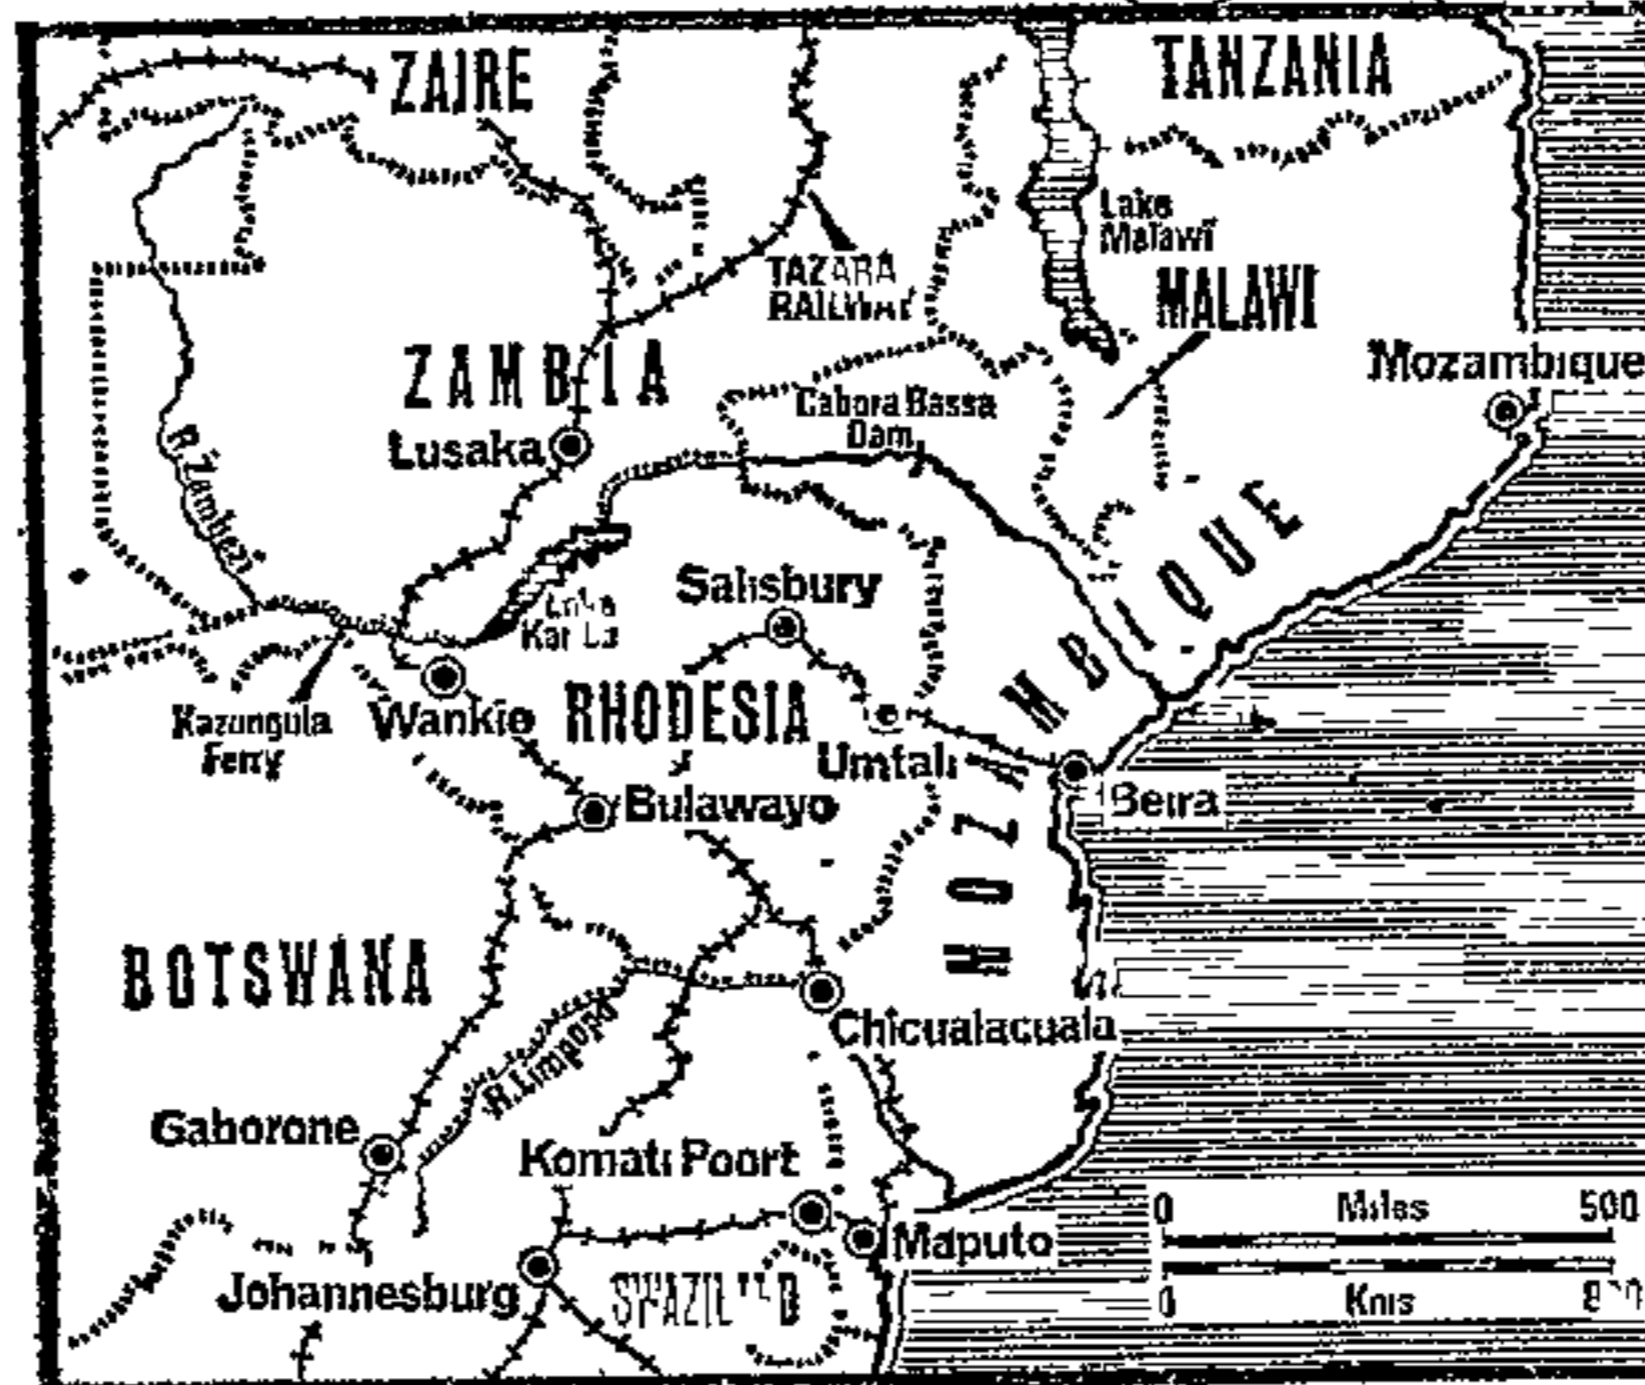 ZAIRE
TANZANIA
Lake
Malawi
TAZARA
RAILWAY
MALAWI
ZAMBIA
Mozambique
Cabora Bassa
Dam
Lusaka
R. Zambezi
Salisbury
MOZAMBIQUE
Kazungula
Ferry
Wankie
RHODESIA
Umtali
Beira
Bulawayo
BOTSWANA
Chicualacuala
R. Limpopo
Gaborone
Komati Poort
Maputo
Johannesburg
0 Miles 500
0 Kms